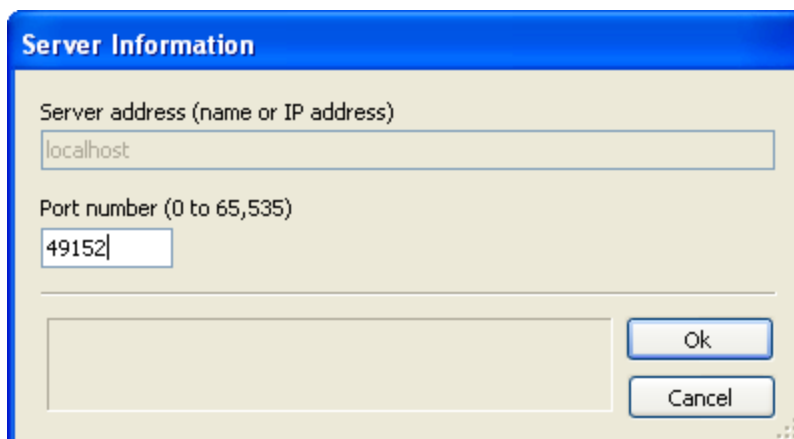 Server Information
Server address (name or IP address)
localhost
Port number (0 to 65,535)
49152
Ok
Cancel